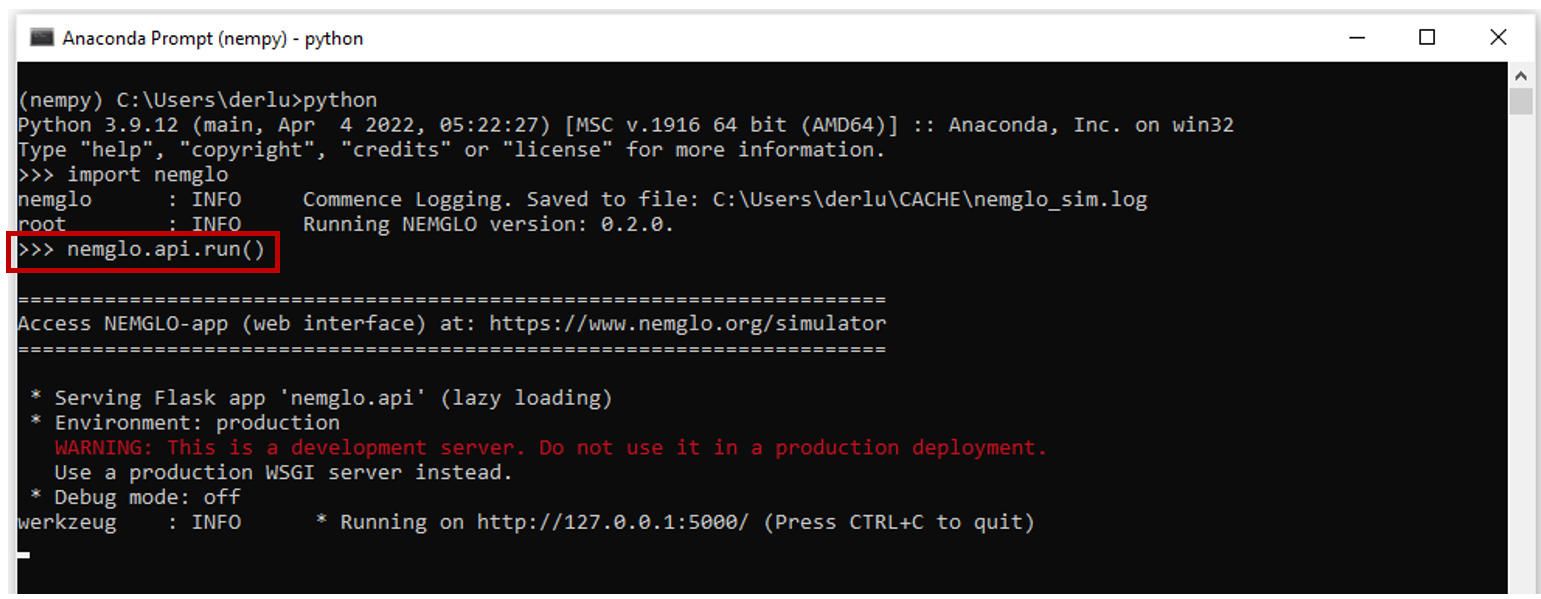 Anaconda Prompt (nempy) - python
(nempy) C:\Users\derlu>python
Python 3.9.12 (main, Apr  4 2022, 05:22:27) [MSC v.1916 64 bit (AMD64)] :: Anaconda, Inc. on win32
Type "help", "copyright", "credits" or "license" for more information.
>>> import nemglo
nemglo      : INFO     Commence Logging. Saved to file: C:\Users\derlu\CACHE\nemglo_sim.log
root        : INFO     Running NEMGLO version: 0.2.0.
>>> nemglo.api.run()
======================================================================
Access NEMGLO-app (web interface) at: https://www.nemglo.org/simulator
======================================================================
 * Serving Flask app 'nemglo.api' (lazy loading)
 * Environment: production
   WARNING: This is a development server. Do not use it in a production deployment.
   Use a production WSGI server instead.
 * Debug mode: off
werkzeug    : INFO      * Running on http://127.0.0.1:5000/ (Press CTRL+C to quit)